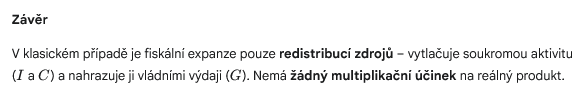 Závěr
V klasickém případě je fiskální expanze pouze redistribucí zdrojů – vytlačuje soukromou aktivitu
(I a C) a nahrazuje ji vládními výdaji (G). Nemá žádný multiplikační účinek na reálný produkt.